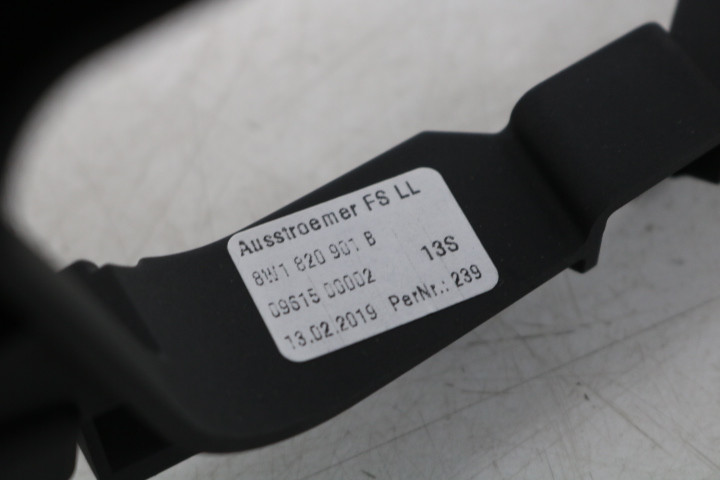 Ausstroemer FS LL
8W1 820 901 B
13S
09615 00002
13.02.2019 PerNr.: 239